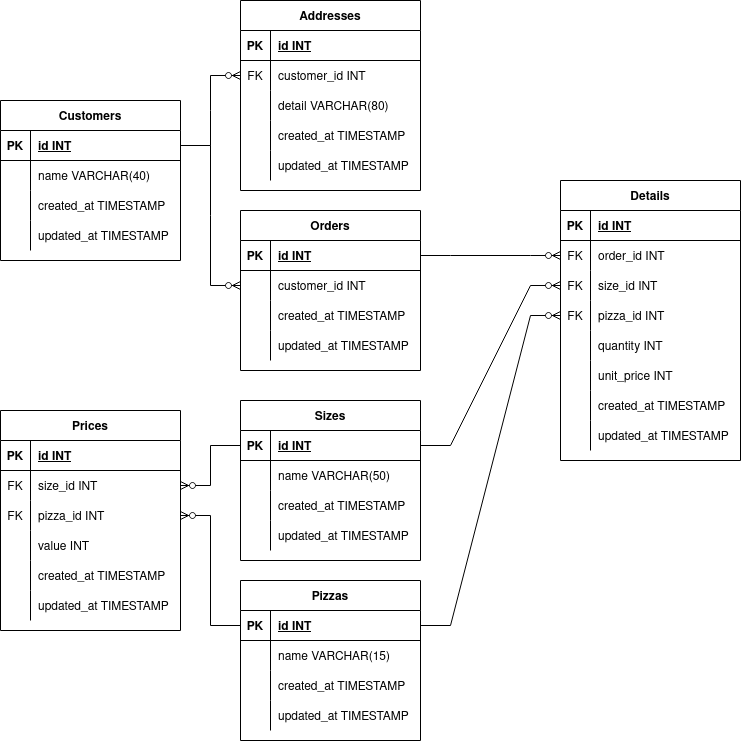 Addresses
PK id INT
FK customer_id INT
detail VARCHAR(80)
created_at TIMESTAMP
updated_at TIMESTAMP
Customers
PK id INT
name VARCHAR(40)
created_at TIMESTAMP
updated_at TIMESTAMP
Orders
PK id INT
customer_id INT
created_at TIMESTAMP
updated_at TIMESTAMP
Details
PK id INT
FK order_id INT
FK size_id INT
FK pizza_id INT
quantity INT
unit_price INT
created_at TIMESTAMP
updated_at TIMESTAMP
Prices
PK id INT
FK size_id INT
FK pizza_id INT
value INT
created_at TIMESTAMP
updated_at TIMESTAMP
Sizes
PK id INT
name VARCHAR(50)
created_at TIMESTAMP
updated_at TIMESTAMP
Pizzas
PK id INT
name VARCHAR(15)
created_at TIMESTAMP
updated_at TIMESTAMP